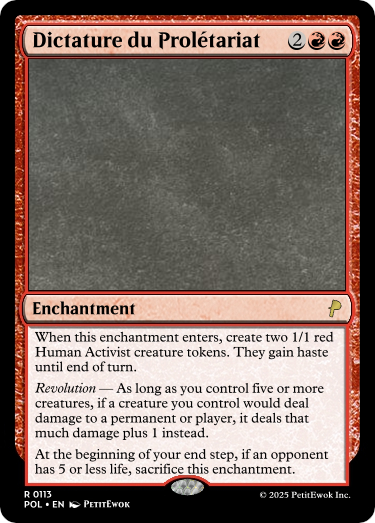 Dictature du Prolétariat 2
Enchantment
When this enchantment enters, create two 1/1 red
Human Activist creature tokens. They gain haste
until end of turn.
Revolution — As long as you control five or more
creatures, if a creature you control would deal
damage to a permanent or player, it deals that
much damage plus 1 instead.
At the beginning of your end step, if an opponent
has 5 or less life, sacrifice this enchantment.
R 0113
POL • EN PetitEwok
© 2025 PetitEwok Inc.